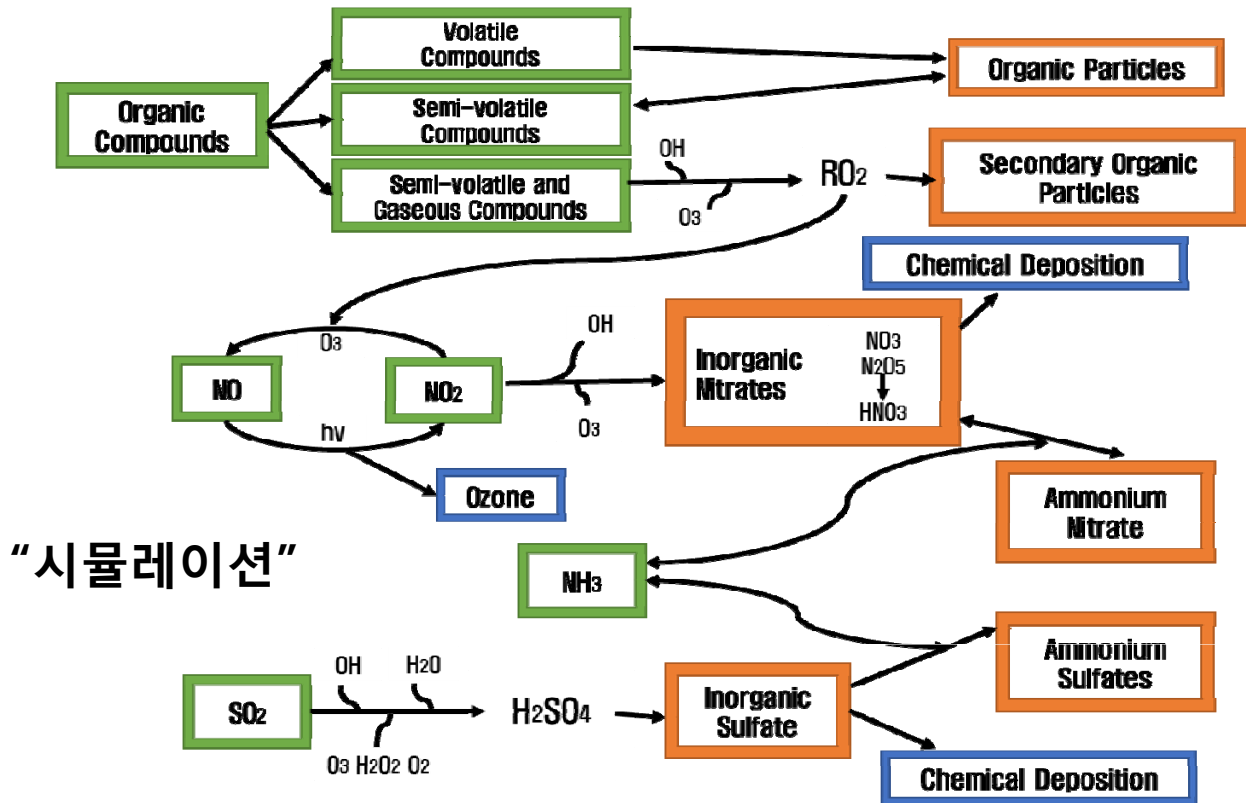 Volatile
Compounds
Organic Particles
Organic
Compounds
Semi-volatile
Compounds
OH
Secondary Organic
Particles
RO2
Semi-volatile and
Gaseous Compounds
O3
Chemical Deposition
OH
O3
NO
NO2
Inorganic
Nitrates
NO3
N2O5
HNO3
O3
hν
Ozone
Ammonium
Nitrate
"시뮬레이션"
NH3
OH
H2O
SO2
H2SO4
O3 H2O2 O2
Inorganic
Sulfate
Ammonium
Sulfates
Chemical Deposition